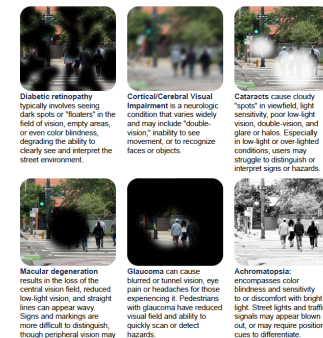 Diabetic retinopathy
typically involves seeing
dark spots or "floaters" in the
field of vision, empty areas,
or even color blindness,
degrading the ability to
clearly see and interpret the
street environment.
Cortical/Cerebral Visual
Impairment is a neurologic
condition that varies widely
and may include "double-
vision," inability to see
movement, or to recognize
faces or objects.
Cataracts cause cloudy
"spots" in viewfield, light
sensitivity, poor low-light
vision, double-vision, and
glare or halos. Especially
in low-light or over-lighted
conditions, users may
struggle to distinguish or
interpret signs or hazards.
Macular degeneration
results in the loss of the
central vision field, reduced
low-light vision, and straight
lines can appear wavy.
Signs and markings are
more difficult to distinguish,
though peripheral vision may
Glaucoma can cause
blurred or tunnel vision, eye
pain or headaches for those
experiencing it. Pedestrians
with glaucoma have reduced
visual field and ability to
quickly scan or detect
hazards.
Achromatopsia:
encompasses color
blindness and sensitivity
to or discomfort with bright
light. Street lights and traffi
signals may appear blown
out, or may require position
cues to differentiate.